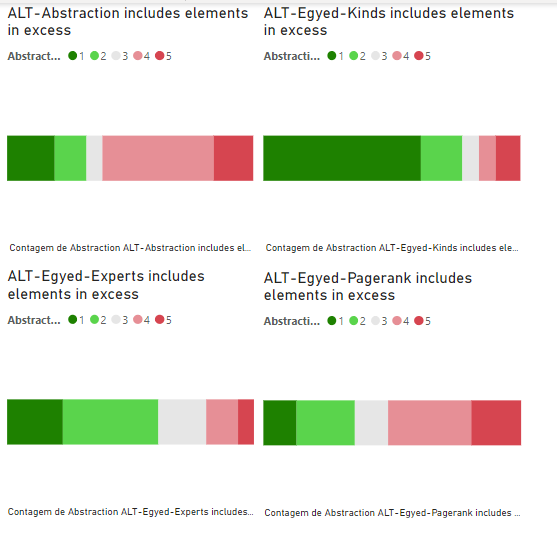 ALT-Abstraction includes elements
in excess
Abstract... 1 2 3 4 5
Contagem de Abstraction ALT-Abstraction includes el...
ALT-Egyed-Kinds includes elements
in excess
Abstracti... 1 2 3 4 5
Contagem de Abstraction ALT-Egyed-Kinds includes ele...
ALT-Egyed-Experts includes
elements in excess
Abstract... 1 2 3 4 5
Contagem de Abstraction ALT-Egyed-Experts includes...
ALT-Egyed-Pagerank includes
elements in excess
Abstracti... 1 2 3 4 5
Contagem de Abstraction ALT-Egyed-Pagerank includes ...